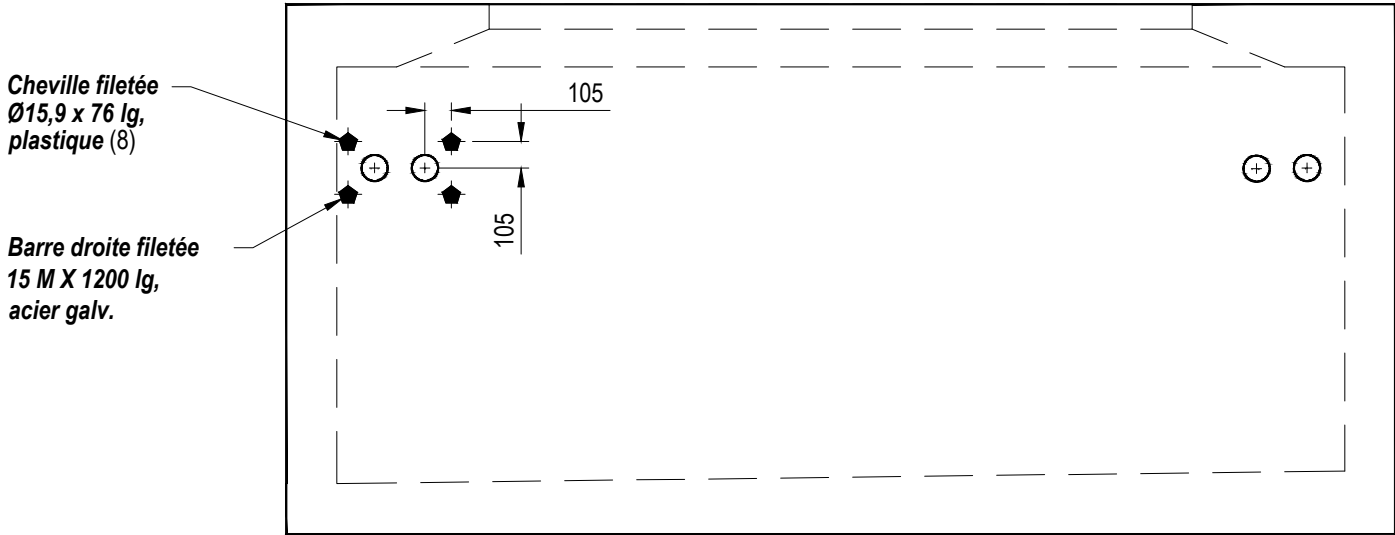 Cheville filetée
Ø15,9 x 76 lg,
plastique (8)
105
105
Barre droite filetée
15 M X 1200 lg,
acier galv.